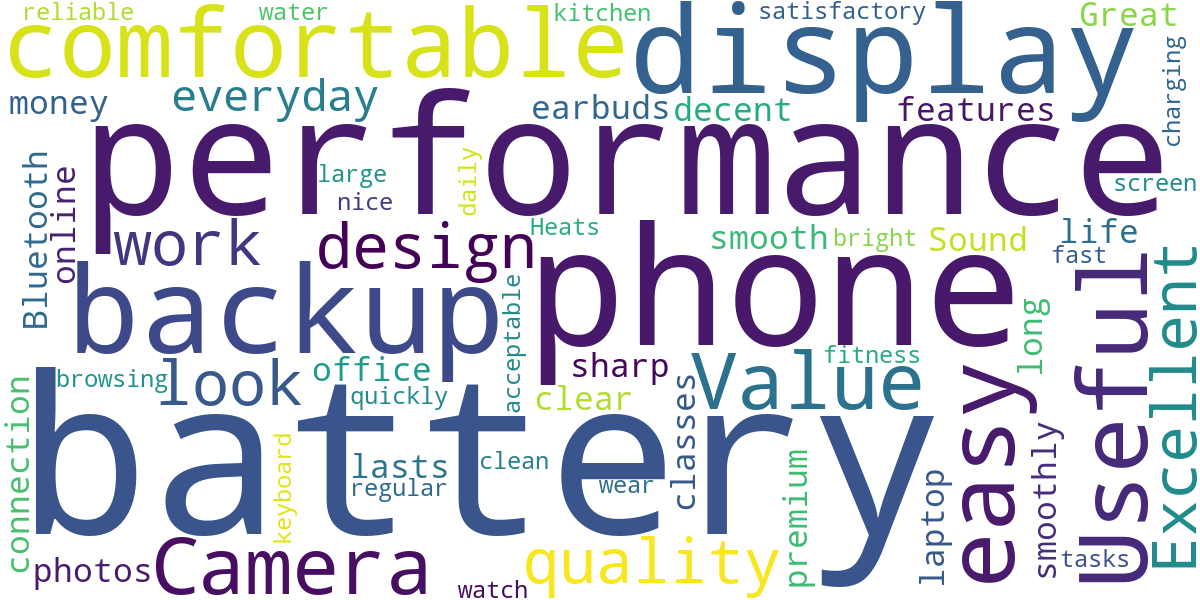 reliable
water
kitchen
satisfactory
Great
comfortable
display
charging
money
everyday
earbuds
decent
features
performance
Bluetooth
online
large
nice
daily
screen
work
design
Heats
smooth
bright
Sound
life
fast
backup
phone
acceptable
long
Useful
Excellent
browsing
look
office
quickly
sharp
clear
Value
fitness
easy
connection
battery
keyboard
lasts
regular
clean
wear
classes
premium
laptop
smoothly
tasks
photos
Camera
watch
quality